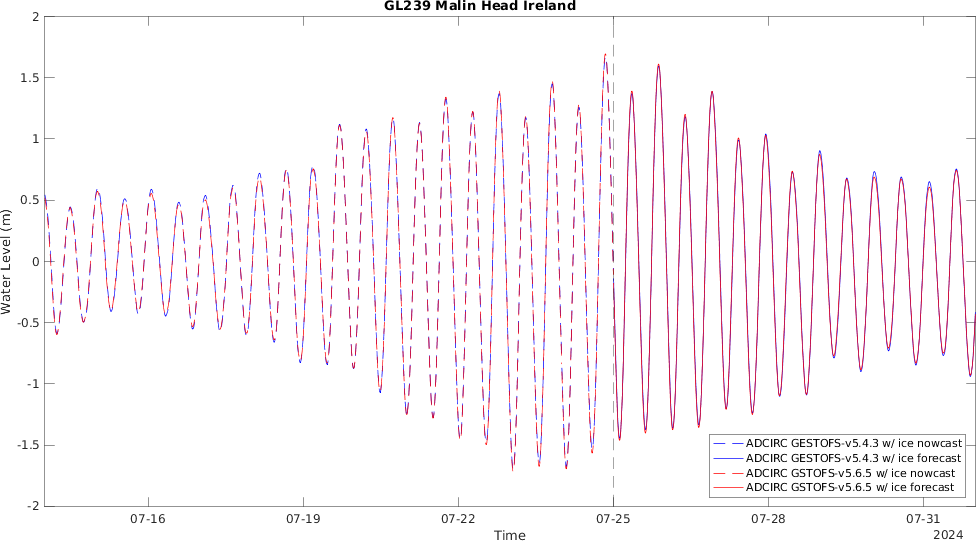 GL239 Malin Head Ireland
2
1.5
1
0.5
0
-0.5
-1
-1.5
-2
Water Level (m)
07-16
07-19
07-22
07-25
07-28
07-31
Time
2024
ADCIRC GESTOFS-v5.4.3 w/ ice nowcast
ADCIRC GESTOFS-v5.4.3 w/ ice forecast
ADCIRC GSTOFS-v5.6.5 w/ ice nowcast
ADCIRC GSTOFS-v5.6.5 w/ ice forecast